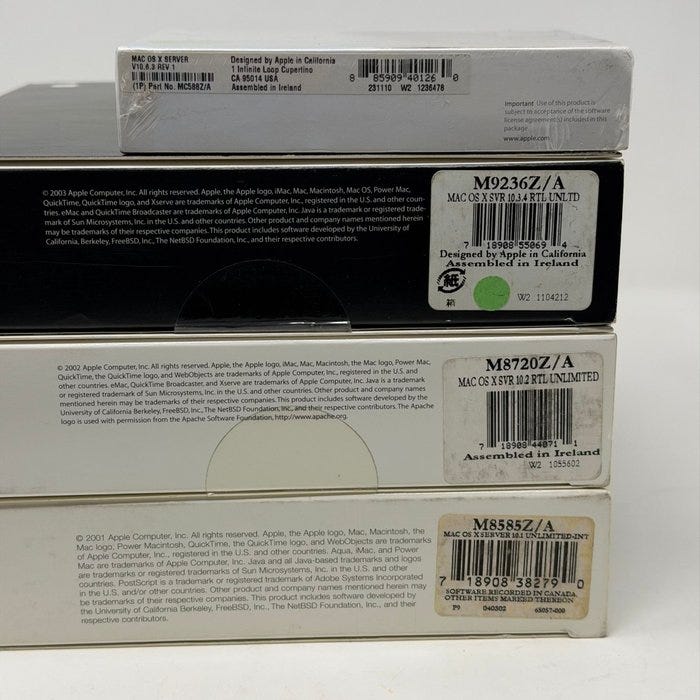 MAC OS X SERVER
V10.6.3 REV 1
(1P) Part No. MC588Z/A
Designed by Apple in California
1 Infinite Loop Cupertino
CA 95014 USA
Assembled in Ireland
8 85909 40126 0
231110 W2 1236478
Important Use of this product is
subject to acceptance of the software
license agreement(s) included in this
package.
www.apple.com
© 2003 Apple Computer, Inc. All rights reserved. Apple, the Apple logo, iMac, Mac, Macintosh, Mac OS, Power Mac,
QuickTime, the QuickTime logo, and Xserve are trademarks of Apple Computer, Inc., registered in the U.S. and other coun-
tries. eMac and QuickTime Broadcaster are trademarks of Apple Computer, Inc. Java is a trademark or registered trade-
mark of Sun Microsystems, Inc. in the U.S. and other countries. Other product and company names mentioned herein
may be trademarks of their respective companies. This product includes software developed by the University of
California, Berkeley, FreeBSD, Inc., The NetBSD Foundation, Inc., and their respective contributors.
M9236Z/A
MAC OS X SVR 10.3.4 RTL UNLTD
7 18908 55069 4
Designed by Apple in California
Assembled in Ireland
紙
箱
W2 1104212
© 2002 Apple Computer, Inc. All rights reserved. Apple, the Apple logo, iMac, Mac, Macintosh, the Mac logo, Power Mac,
QuickTime, the QuickTime logo, and WebObjects are trademarks of Apple Computer, Inc., registered in the U.S. and
other countries. eMac, QuickTime Broadcaster, and Xserve are trademarks of Apple Computer, Inc. Java is a trademark
or registered trademark of Sun Microsystems, Inc. in the U.S. and other countries. Other product and company names
mentioned herein may be trademarks of their respective companies. This product includes software developed by the
University of California, Berkeley, FreeBSD, Inc., The NetBSD Foundation, Inc., and their respective contributors. The Apache
logo is used with permission from the Apache Software Foundation, http://www.apache.org.
M8720Z/A
MAC OS X SVR 10.2 RTL UNLIMITED
7 18908 44071 1
Assembled in Ireland
W2 1055602
© 2001 Apple Computer, Inc. All rights reserved. Apple, the Apple logo, Mac, Macintosh, the
Mac logo, Power Macintosh, QuickTime, the QuickTime logo, and WebObjects are trademarks
of Apple Computer, Inc., registered in the U.S. and other countries. Aqua, iMac, and Power
Mac are trademarks of Apple Computer, Inc. Java and all Java-based trademarks and logos
are trademarks or registered trademarks of Sun Microsystems, Inc. in the U.S. and other
countries. PostScript is a trademark or registered trademark of Adobe Systems Incorporated
in the U.S. and/or other countries. Other product and company names mentioned herein may
be trademarks of their respective companies. This product includes software developed by
the University of California, Berkeley, FreeBSD, Inc., The NetBSD Foundation, Inc., and their
respective contributors.
M8585Z/A
MAC OS X SERVER 10.1 UNLIMITED-INT
7 18908 38279 0
SOFTWARE RECORDED IN CANADA.
OTHER ITEMS MARKED THEREON
P9 040302 65057-009